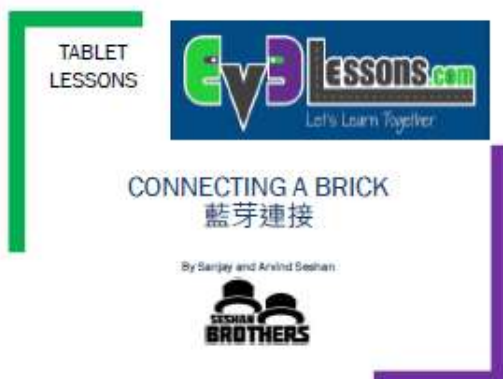 TABLET
LESSONS
EV3LESSONS.com
Let's Learn Together
CONNECTING A BRICK
藍芽連接
By Sanjay and Arvind Seshan
SESHAN
BROTHERS